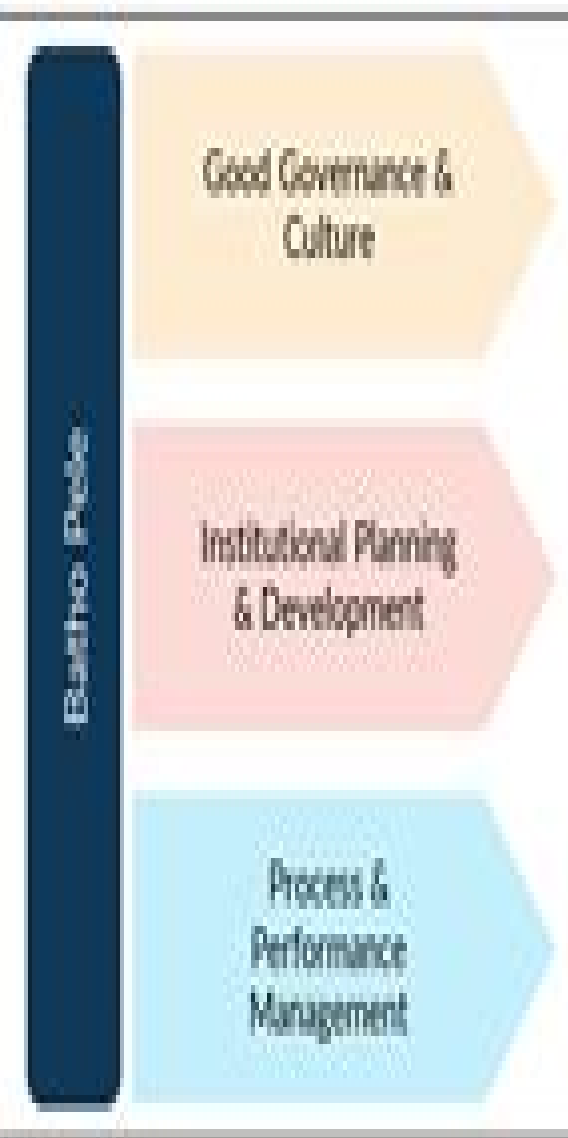 Batho Pele
Good Governance &
Culture
Institutional Planning
& Development
Process &
Performance
Management